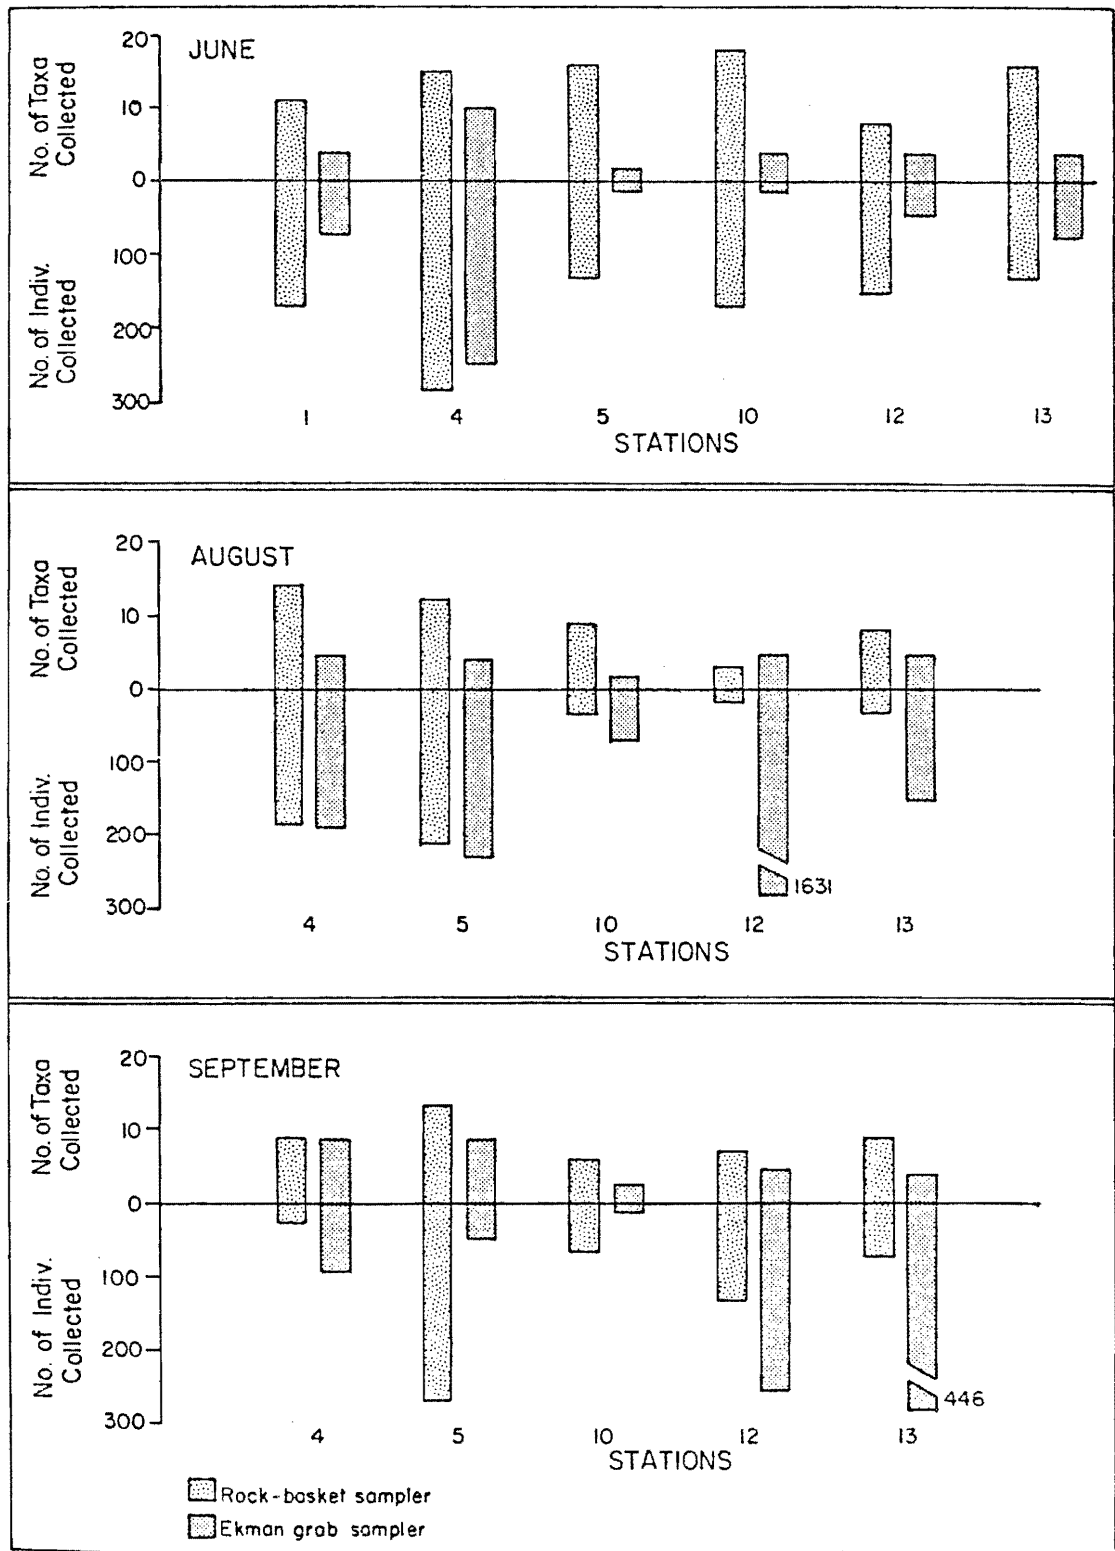 JUNE
No. of Taxa
Collected
No. of Indiv.
Collected
20
10
0
100
200
300
1 4 5 10 12 13
STATIONS
AUGUST
No. of Taxa
Collected
No. of Indiv.
Collected
20
10
0
100
200
300
1631
4 5 10 12 13
STATIONS
SEPTEMBER
No. of Taxa
Collected
No. of Indiv.
Collected
20
10
0
100
200
300
446
4 5 10 12 13
STATIONS
Rock-basket sampler
Ekman grab sampler